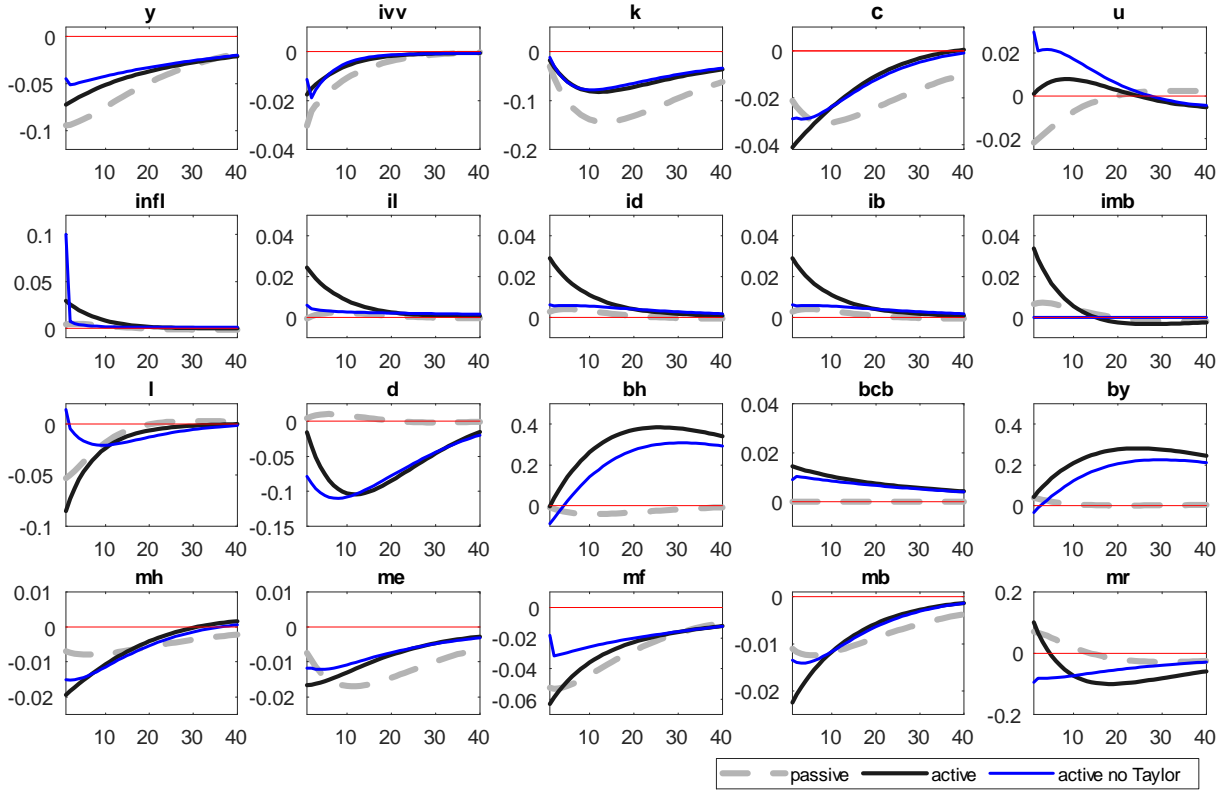 y ivv k c u
0 0 0 0 0.02
-0.05 -0.02 -0.1 -0.02 0
-0.1 -0.04 -0.2 -0.04 -0.02
10 20 30 40 10 20 30 40 10 20 30 40 10 20 30 40 10 20 30 40
infl il id ib imb
0.1 0.04 0.04 0.04 0.04
0.05 0.02 0.02 0.02 0.02
0 0 0 0 0
10 20 30 40 10 20 30 40 10 20 30 40 10 20 30 40 10 20 30 40
l d bh bcb by
0 0 0.4 0.04 0.4
-0.05 -0.05 0.2 0.02 0.2
-0.1 -0.1 0 0 0
-0.15
10 20 30 40 10 20 30 40 10 20 30 40 10 20 30 40 10 20 30 40
mh me mf mb mr
0.01 0.01 0 0 0.2
0 0 -0.02 -0.01 0
-0.01 -0.01 -0.04 -0.02 -0.2
-0.02 -0.02 -0.06
10 20 30 40 10 20 30 40 10 20 30 40 10 20 30 40 10 20 30 40
passive active active no Taylor